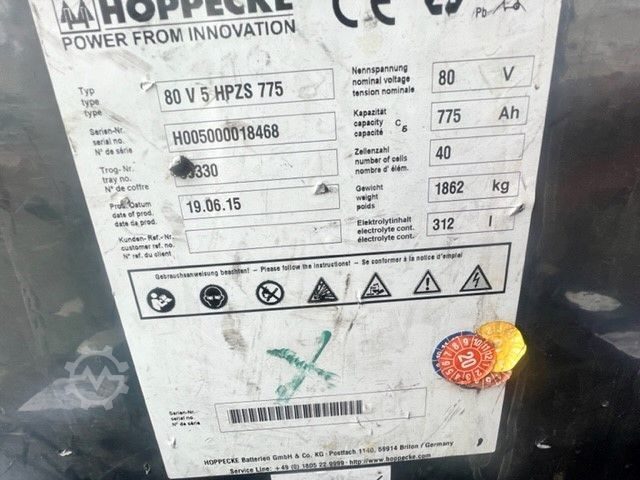 HOPPECKE
POWER FROM INNOVATION
CE
Pb
Typ
type
type
80 V 5 HPZS 775
Serien-Nr.
serial no.
N° de série
H005000018468
Trog-Nr.
tray no.
N° de coffre
330
Prod.-Datum
date of prod.
date de prod.
19.06.15
Kunden-Ref.-Nr.
customer ref. no.
N° ref. du client
Nennspannung
nominal voltage
tension nominale
80 V
Kapazität
capacity C5
capacité
775 Ah
Zellenzahl
number of cells
nombre d' élém.
40
Gewicht
weight
poids
1862 kg
Elektrolytinhalt
electrolyte cont.
électrolyte cont.
312 l
Gebrauchsanweisung beachten! - Please follow the instructions! - Se conformer à la notice d'emploi
20
Serien-Nr.
serial no.
N° de série
HOPPECKE Batterien GmbH & Co. KG · Postfach 1140, 59914 Brilon / Germany
Service Line: +49 (0) 1805 22 9999 · http://www.hoppecke.com